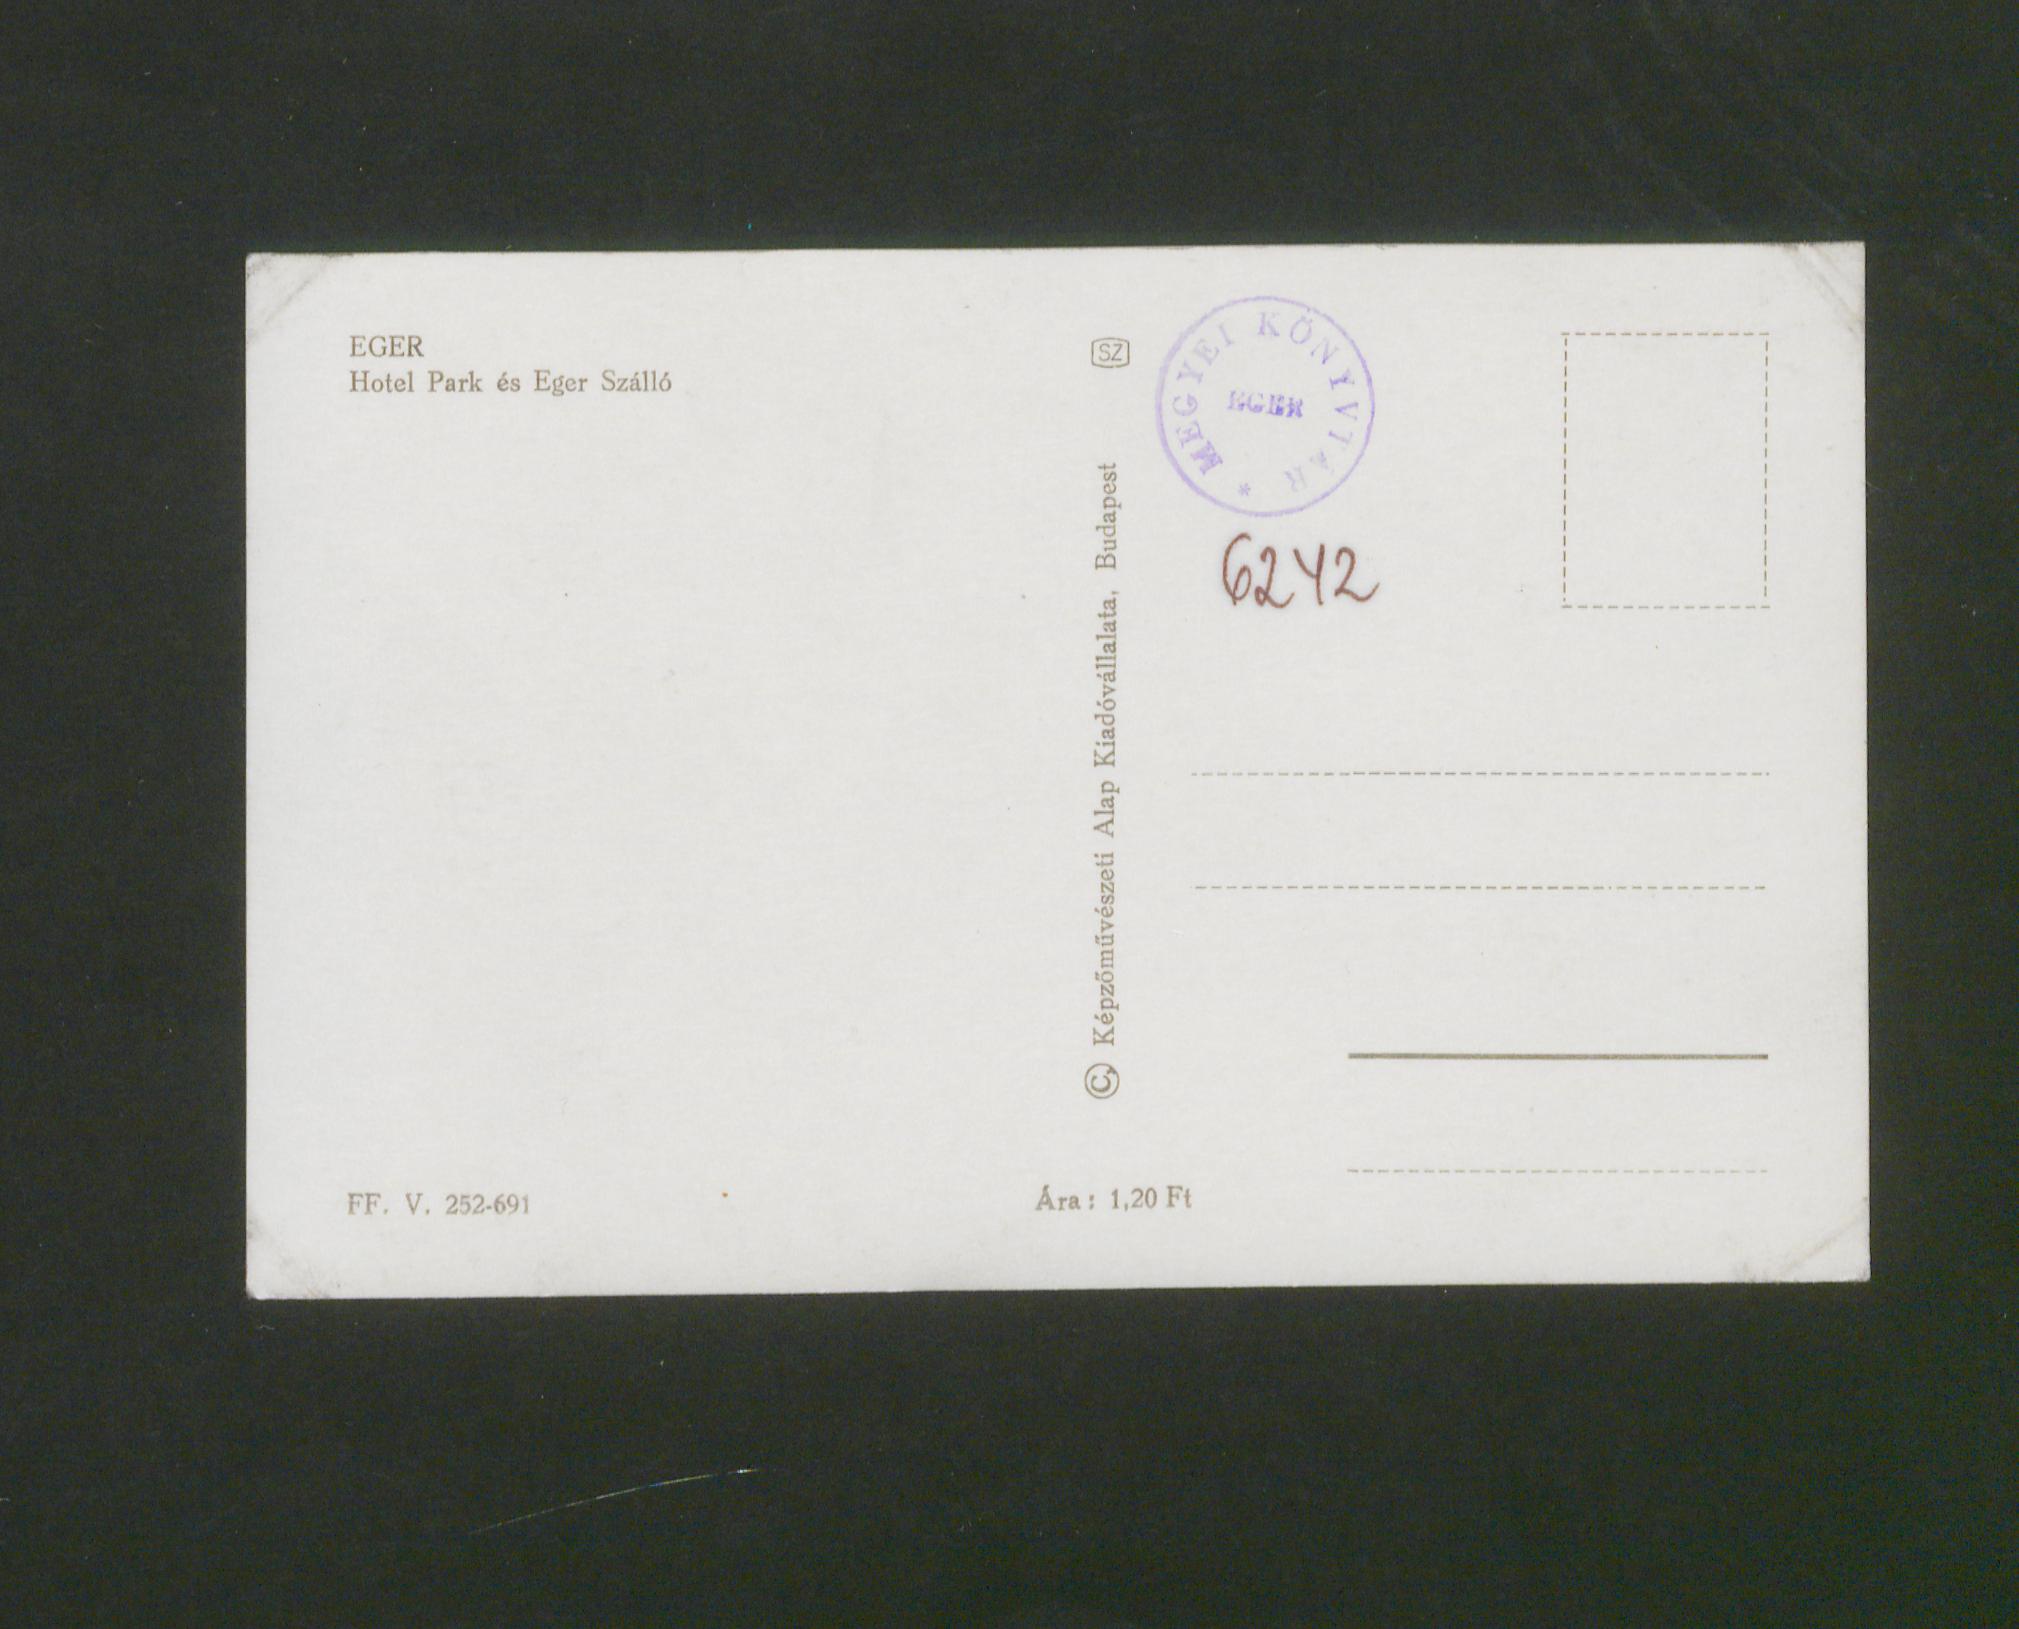 EGER
Hotel Park és Eger Szálló
SZ
MEGYEI KÖNYVTÁR *
EGER
6242
© Képzőművészeti Alap Kiadóvállalata, Budapest
FF. V. 252-691
Ára: 1,20 Ft